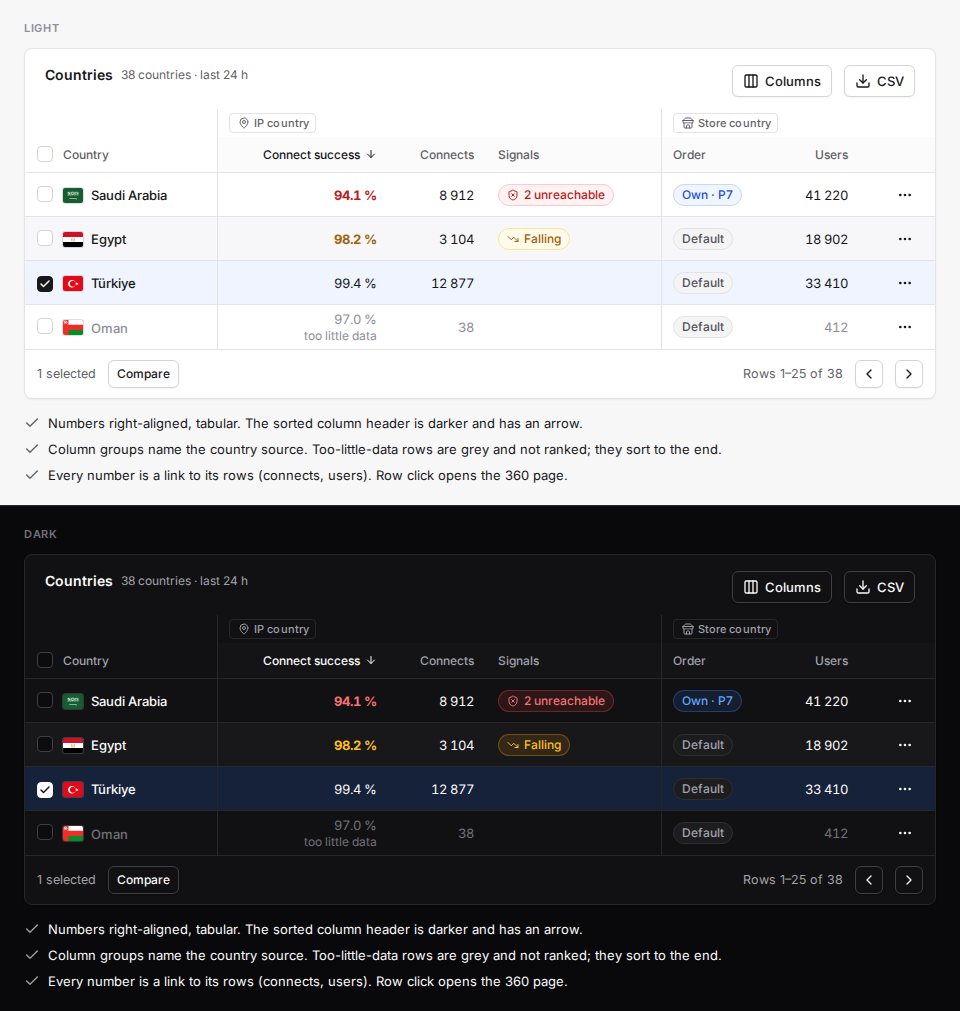 LIGHT
Countries 38 countries · last 24 h
Columns CSV
IP country Store country
Country Connect success ↓ Connects Signals Order Users
Saudi Arabia 94.1 % 8 912 2 unreachable Own · P7 41 220 ···
Egypt 98.2 % 3 104 Falling Default 18 902 ···
Türkiye 99.4 % 12 877 Default 33 410 ···
Oman 97.0 % 38 Default 412 ···
too little data
1 selected Compare Rows 1–25 of 38
Numbers right-aligned, tabular. The sorted column header is darker and has an arrow.
Column groups name the country source. Too-little-data rows are grey and not ranked; they sort to the end.
Every number is a link to its rows (connects, users). Row click opens the 360 page.
DARK
Countries 38 countries · last 24 h
Columns CSV
IP country Store country
Country Connect success ↓ Connects Signals Order Users
Saudi Arabia 94.1 % 8 912 2 unreachable Own · P7 41 220 ···
Egypt 98.2 % 3 104 Falling Default 18 902 ···
Türkiye 99.4 % 12 877 Default 33 410 ···
Oman 97.0 % 38 Default 412 ···
too little data
1 selected Compare Rows 1–25 of 38
Numbers right-aligned, tabular. The sorted column header is darker and has an arrow.
Column groups name the country source. Too-little-data rows are grey and not ranked; they sort to the end.
Every number is a link to its rows (connects, users). Row click opens the 360 page.